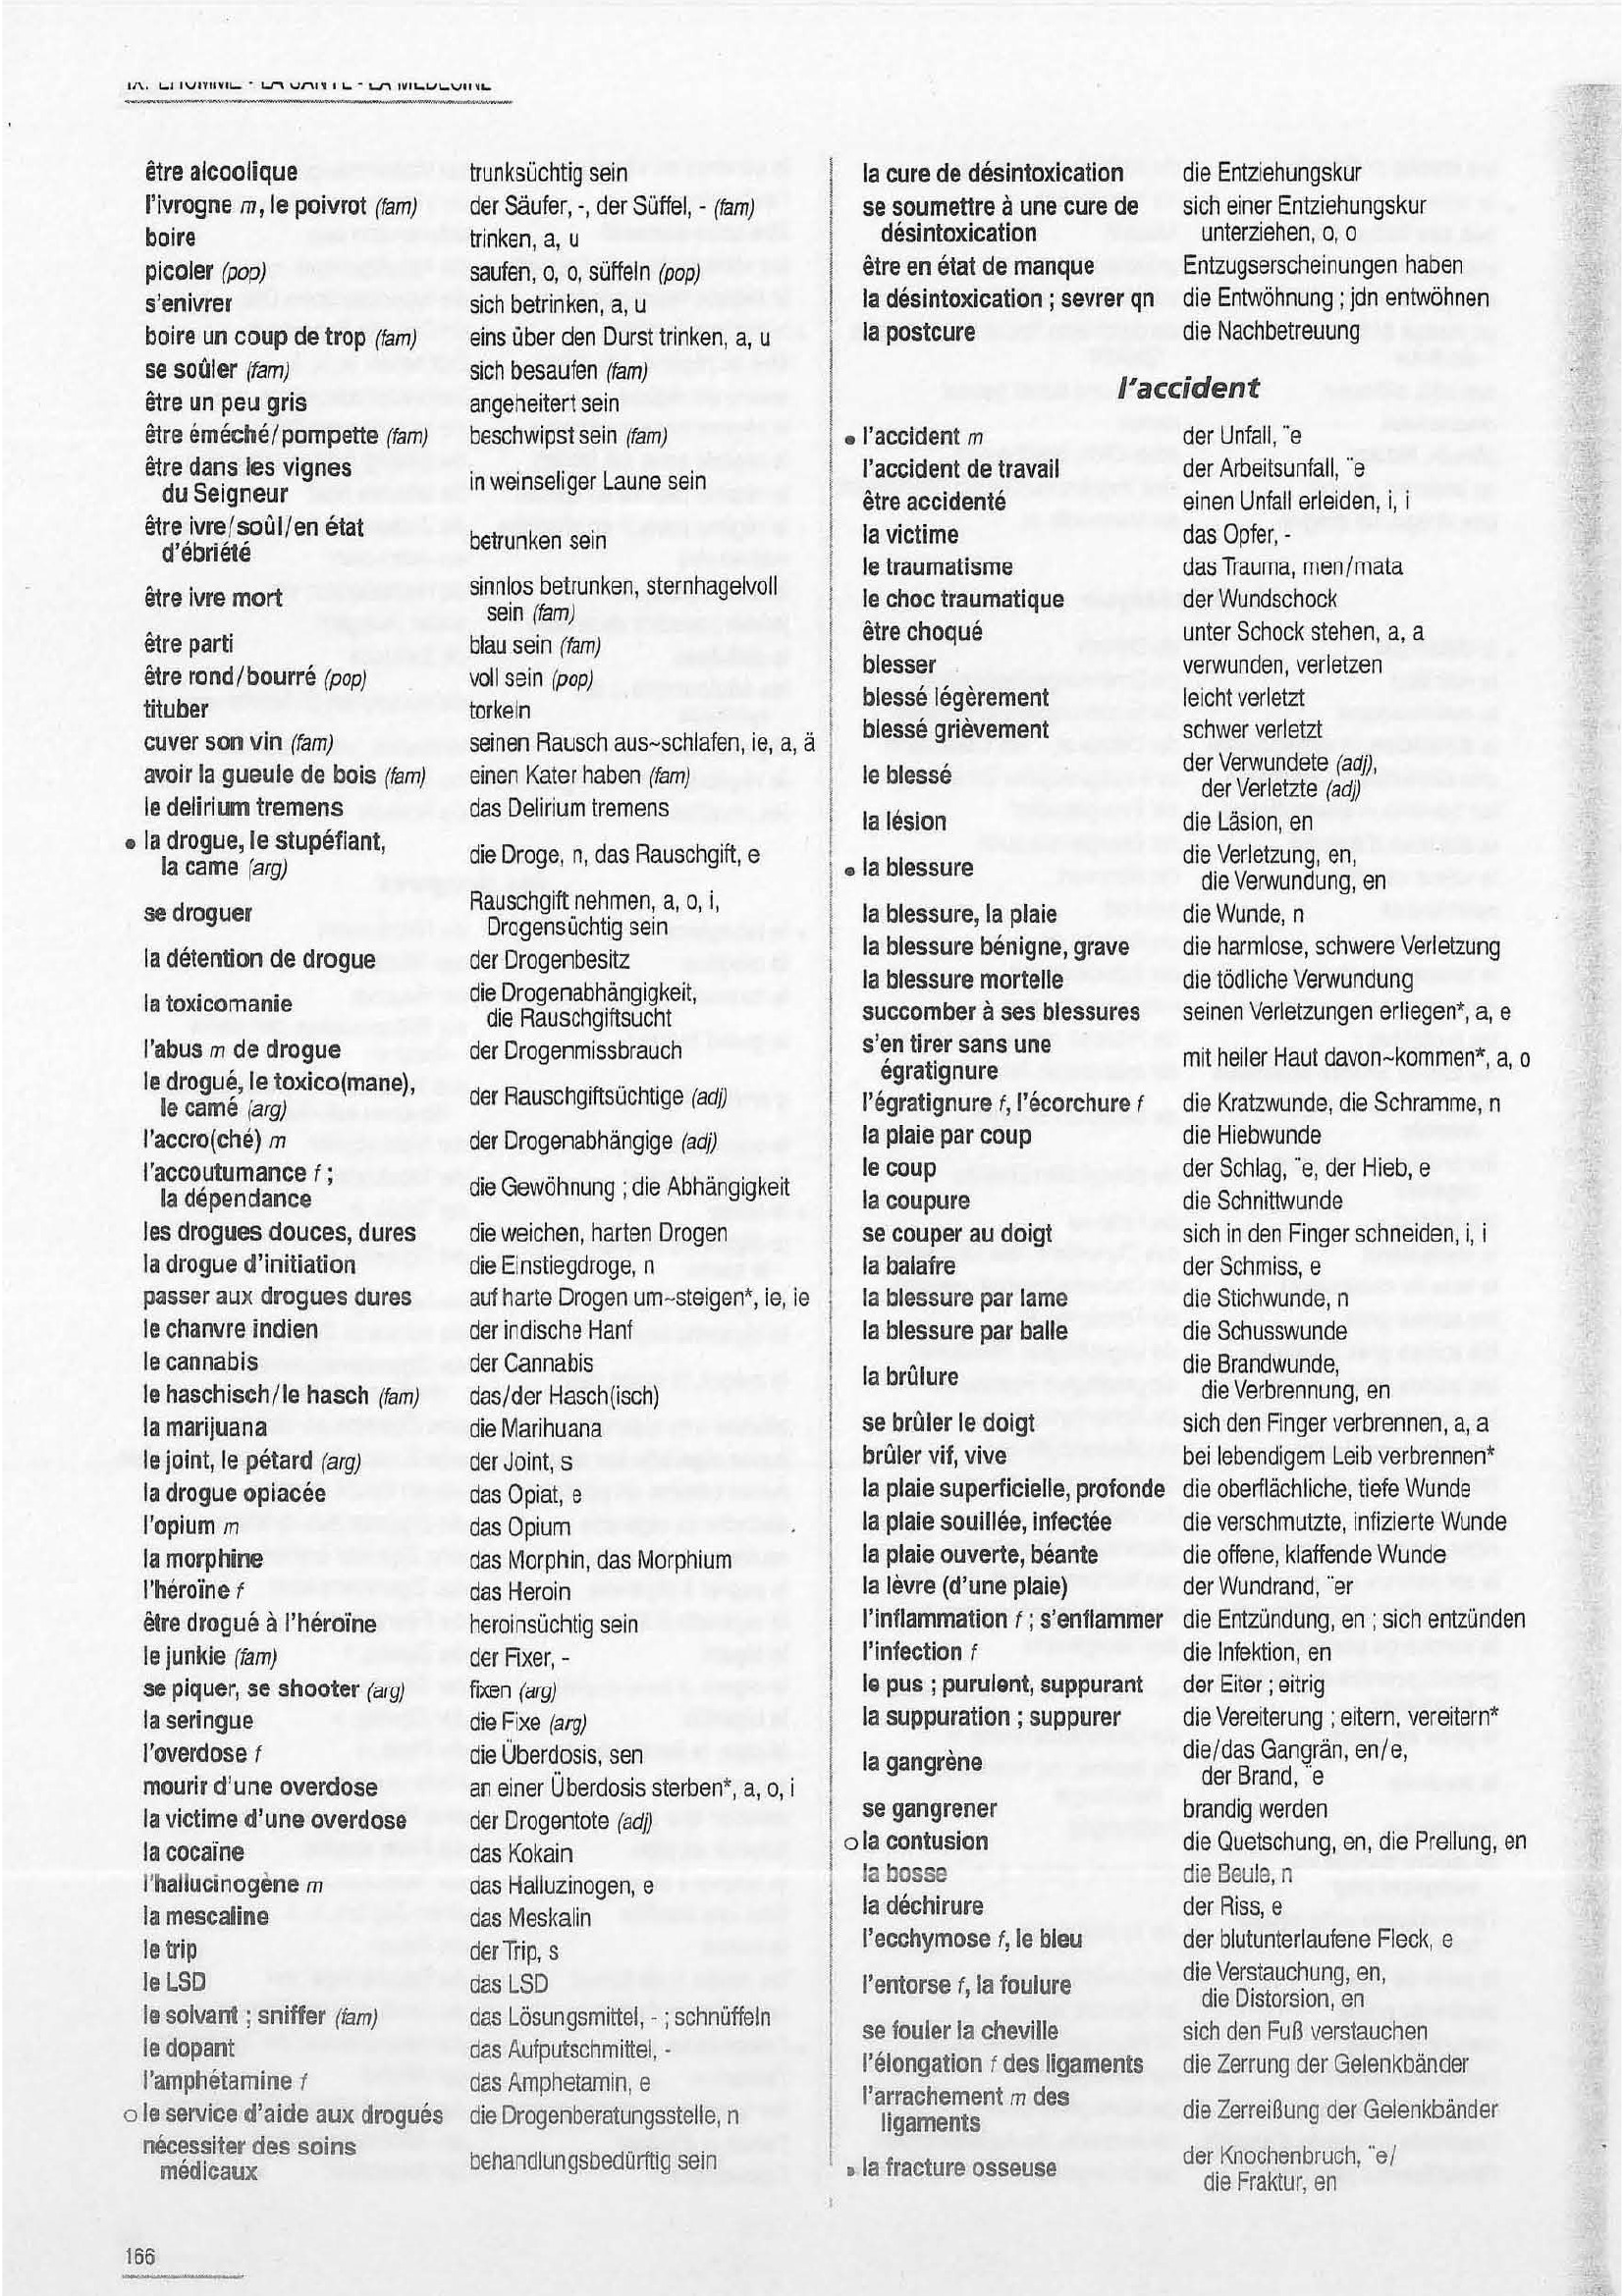 IX. L'HOMME - LA SANTÉ - LA MÉDECINE
être alcoolique trunksüchtig sein
l'ivrogne m, le poivrot (fam) der Säufer, -, der Süffel, - (fam)
boire trinken, a, u
picoler (pop) saufen, o, o, süffeln (pop)
s'enivrer sich betrinken, a, u
boire un coup de trop (fam) eins über den Durst trinken, a, u
se soûler (fam) sich besaufen (fam)
être un peu gris angeheitert sein
être éméché/pompette (fam) beschwipst sein (fam)
être dans les vignes
du Seigneur in weinseliger Laune sein
être ivre/soûl/en état
d'ébriété betrunken sein
être ivre mort sinnlos betrunken, sternhagelvoll
sein (fam)
être parti blau sein (fam)
être rond/bourré (pop) voll sein (pop)
tituber torkeln
cuver son vin (fam) seinen Rausch aus~schlafen, ie, a, ä
avoir la gueule de bois (fam) einen Kater haben (fam)
le delirium tremens das Delirium tremens
• la drogue, le stupéfiant,
la came (arg) die Droge, n, das Rauschgift, e
se droguer Rauschgift nehmen, a, o, i,
Drogensüchtig sein
la détention de drogue der Drogenbesitz
la toxicomanie die Drogenabhängigkeit,
die Rauschgiftsucht
l'abus m de drogue der Drogenmissbrauch
le drogué, le toxico(mane),
le camé (arg) der Rauschgiftsüchtige (adj)
l'accro(ché) m der Drogenabhängige (adj)
l'accoutumance f ;
la dépendance die Gewöhnung ; die Abhängigkeit
les drogues douces, dures die weichen, harten Drogen
la drogue d'initiation die Einstiegdroge, n
passer aux drogues dures auf harte Drogen um~steigen*, ie, ie
le chanvre indien der indische Hanf
le cannabis der Cannabis
le haschisch/le hasch (fam) das/der Hasch(isch)
la marijuana die Marihuana
le joint, le pétard (arg) der Joint, s
la drogue opiacée das Opiat, e
l'opium m das Opium
la morphine das Morphin, das Morphium
l'héroïne f das Heroin
être drogué à l'héroïne heroinsüchtig sein
le junkie (fam) der Fixer, -
se piquer, se shooter (arg) fixen (arg)
la seringue die Fixe (arg)
l'overdose f die Überdosis, sen
mourir d'une overdose an einer Überdosis sterben*, a, o, i
la victime d'une overdose der Drogentote (adj)
la cocaïne das Kokain
l'hallucinogène m das Halluzinogen, e
la mescaline das Meskalin
le trip der Trip, s
le LSD das LSD
le solvant ; sniffer (fam) das Lösungsmittel, - ; schnüffeln
le dopant das Aufputschmittel, -
l'amphétamine f das Amphetamin, e
o le service d'aide aux drogués die Drogenberatungsstelle, n
nécessiter des soins
médicaux behandlungsbedürftig sein
la cure de désintoxication die Entziehungskur
se soumettre à une cure de sich einer Entziehungskur
désintoxication unterziehen, o, o
être en état de manque Entzugserscheinungen haben
la désintoxication ; sevrer qn die Entwöhnung ; jdn entwöhnen
la postcure die Nachbetreuung
l'accident
• l'accident m der Unfall, ¨e
l'accident de travail der Arbeitsunfall, ¨e
être accidenté einen Unfall erleiden, i, i
la victime das Opfer, -
le traumatisme das Trauma, men/mata
le choc traumatique der Wundschock
être choqué unter Schock stehen, a, a
blesser verwunden, verletzen
blessé légèrement leicht verletzt
blessé grièvement schwer verletzt
le blessé der Verwundete (adj),
der Verletzte (adj)
la lésion die Läsion, en
• la blessure die Verletzung, en,
die Verwundung, en
la blessure, la plaie die Wunde, n
la blessure bénigne, grave die harmlose, schwere Verletzung
la blessure mortelle die tödliche Verwundung
succomber à ses blessures seinen Verletzungen erliegen*, a, e
s'en tirer sans une
égratignure mit heiler Haut davon~kommen*, a, o
l'égratignure f, l'écorchure f die Kratzwunde, die Schramme, n
la plaie par coup die Hiebwunde
le coup der Schlag, ¨e, der Hieb, e
la coupure die Schnittwunde
se couper au doigt sich in den Finger schneiden, i, i
la balafre der Schmiss, e
la blessure par lame die Stichwunde, n
la blessure par balle die Schusswunde
la brûlure die Brandwunde,
die Verbrennung, en
se brûler le doigt sich den Finger verbrennen, a, a
brûler vif, vive bei lebendigem Leib verbrennen*
la plaie superficielle, profonde die oberflächliche, tiefe Wunde
la plaie souillée, infectée die verschmutzte, infizierte Wunde
la plaie ouverte, béante die offene, klaffende Wunde
la lèvre (d'une plaie) der Wundrand, ¨er
l'inflammation f ; s'enflammer die Entzündung, en ; sich entzünden
l'infection f die Infektion, en
le pus ; purulent, suppurant der Eiter ; eitrig
la suppuration ; suppurer die Vereiterung ; eitern, vereitern*
la gangrène die/das Gangrän, en/e,
der Brand, ¨e
se gangrener brandig werden
o la contusion die Quetschung, en, die Prellung, en
la bosse die Beule, n
la déchirure der Riss, e
l'ecchymose f, le bleu der blutunterlaufene Fleck, e
l'entorse f, la foulure die Verstauchung, en,
die Distorsion, en
se fouler la cheville sich den Fuß verstauchen
l'élongation f des ligaments die Zerrung der Gelenkbänder
l'arrachement m des
ligaments die Zerreißung der Gelenkbänder
• la fracture osseuse der Knochenbruch, ¨e/
die Fraktur, en
166